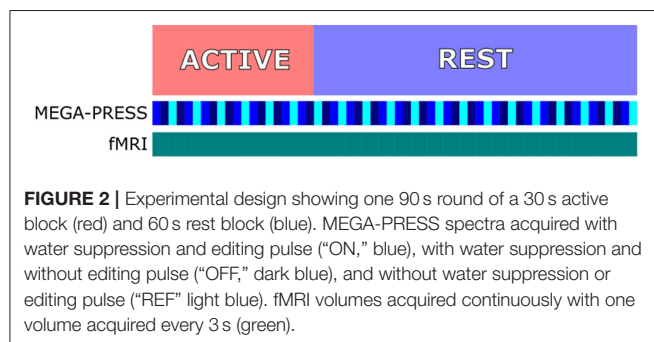 ACTIVE REST
MEGA-PRESS
fMRI
FIGURE 2 | Experimental design showing one 90 s round of a 30 s active
block (red) and 60 s rest block (blue). MEGA-PRESS spectra acquired with
water suppression and editing pulse (“ON,” blue), with water suppression and
without editing pulse (“OFF,” dark blue), and without water suppression or
editing pulse (“REF” light blue). fMRI volumes acquired continuously with one
volume acquired every 3 s (green).